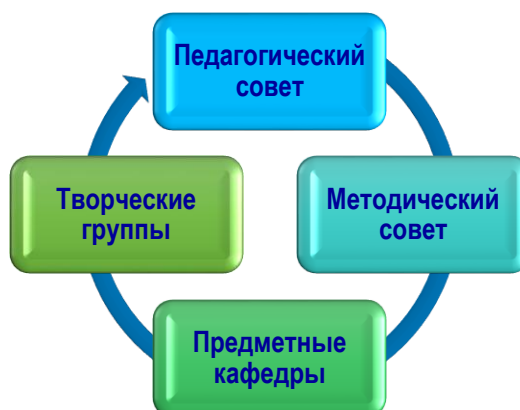 Педагогический
совет
Творческие
группы
Методический
совет
Предметные
кафедры